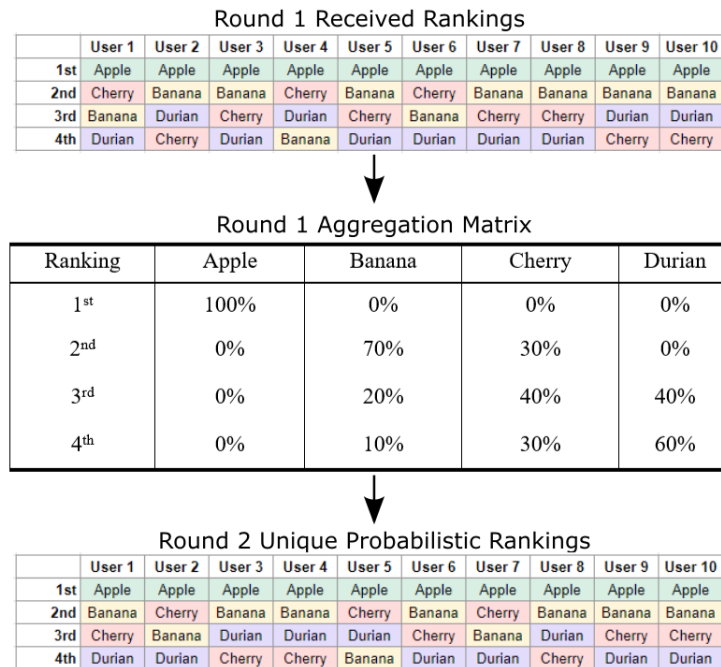 Round 1 Received Rankings
User 1 User 2 User 3 User 4 User 5 User 6 User 7 User 8 User 9 User 10
1st Apple Apple Apple Apple Apple Apple Apple Apple Apple Apple
2nd Cherry Banana Banana Cherry Banana Cherry Banana Banana Banana Banana
3rd Banana Durian Cherry Durian Cherry Banana Cherry Cherry Durian Durian
4th Durian Cherry Durian Banana Durian Durian Durian Durian Cherry Cherry
Round 1 Aggregation Matrix
Ranking Apple Banana Cherry Durian
1st 100% 0% 0% 0%
2nd 0% 70% 30% 0%
3rd 0% 20% 40% 40%
4th 0% 10% 30% 60%
Round 2 Unique Probabilistic Rankings
User 1 User 2 User 3 User 4 User 5 User 6 User 7 User 8 User 9 User 10
1st Apple Apple Apple Apple Apple Apple Apple Apple Apple Apple
2nd Banana Cherry Banana Banana Cherry Banana Cherry Banana Banana Banana
3rd Cherry Banana Durian Durian Durian Cherry Banana Durian Cherry Cherry
4th Durian Durian Cherry Cherry Banana Durian Durian Cherry Durian Durian